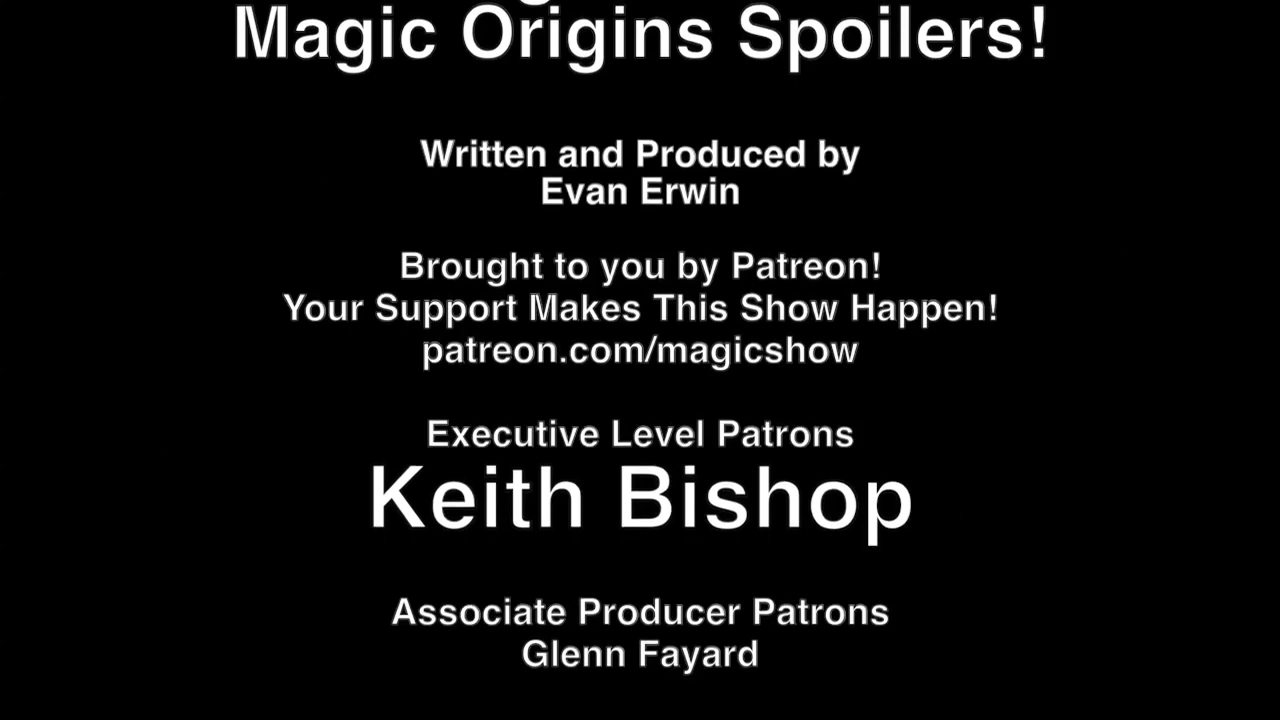 Magic Origins Spoilers!
Written and Produced by
Evan Erwin
Brought to you by Patreon!
Your Support Makes This Show Happen!
patreon.com/magicshow
Executive Level Patrons
Keith Bishop
Associate Producer Patrons
Glenn Fayard